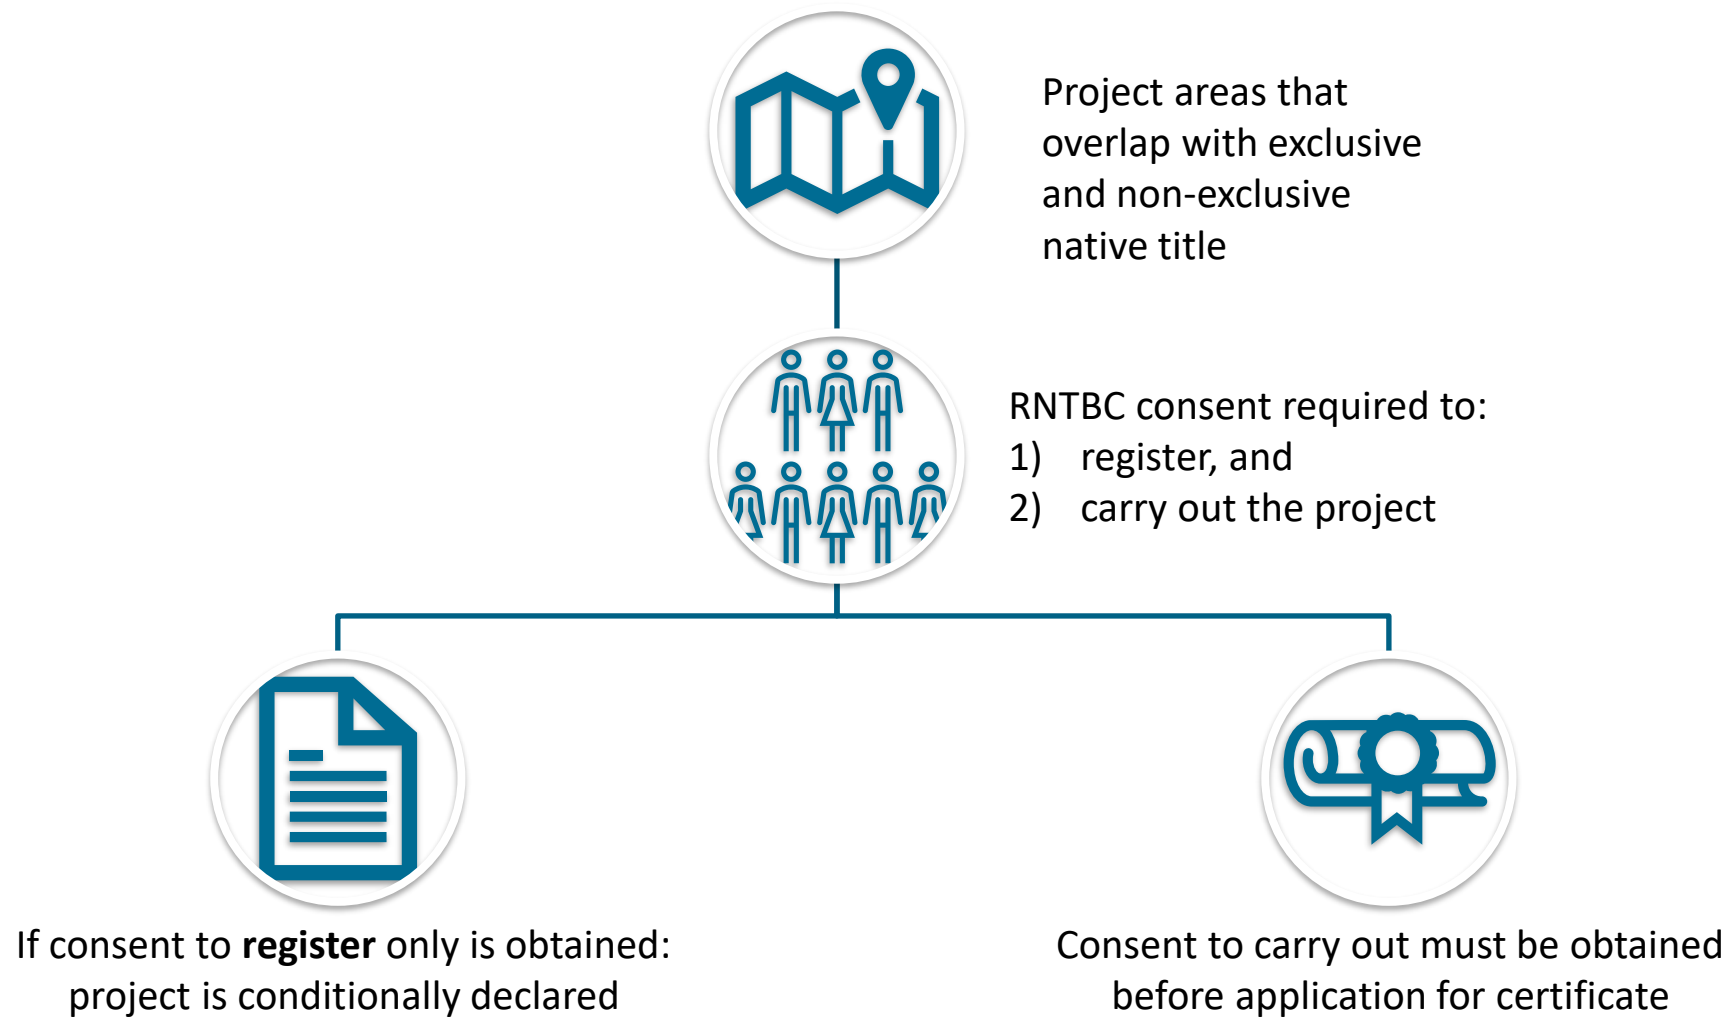 Project areas that
overlap with exclusive
and non-exclusive
native title
RNTBC consent required to:
1) register, and
2) carry out the project
If consent to register only is obtained:
project is conditionally declared
Consent to carry out must be obtained
before application for certificate